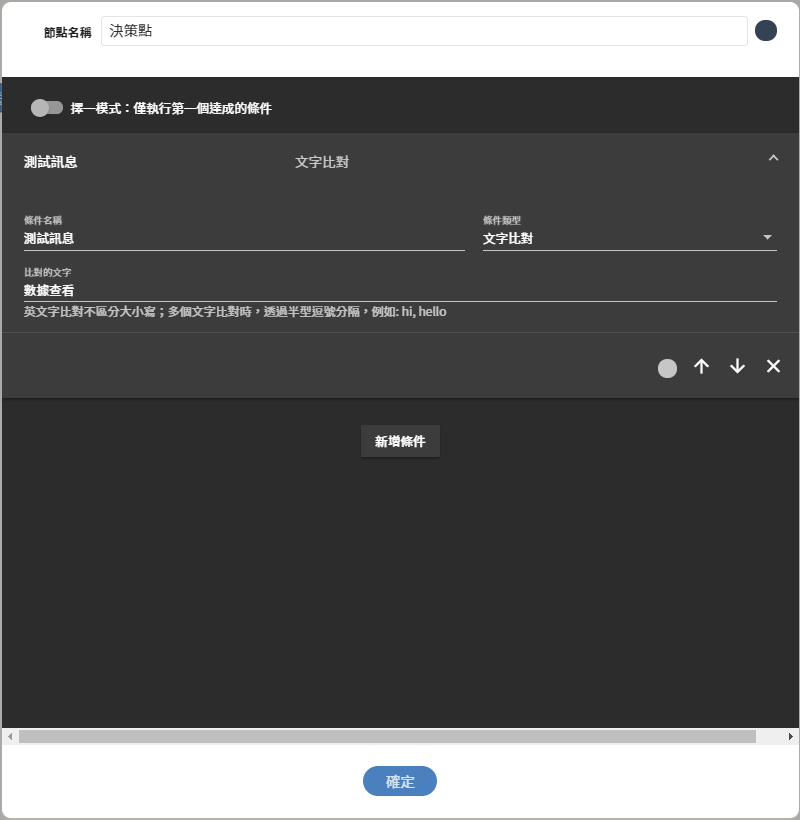 節點名稱 決策點
擇一模式：僅執行第一個達成的條件
測試訊息 文字比對
條件名稱 條件類型
測試訊息 文字比對
比對的文字
數據查看
英文字比對不區分大小寫；多個文字比對時，透過半型逗號分隔，例如: hi, hello
新增條件
確定